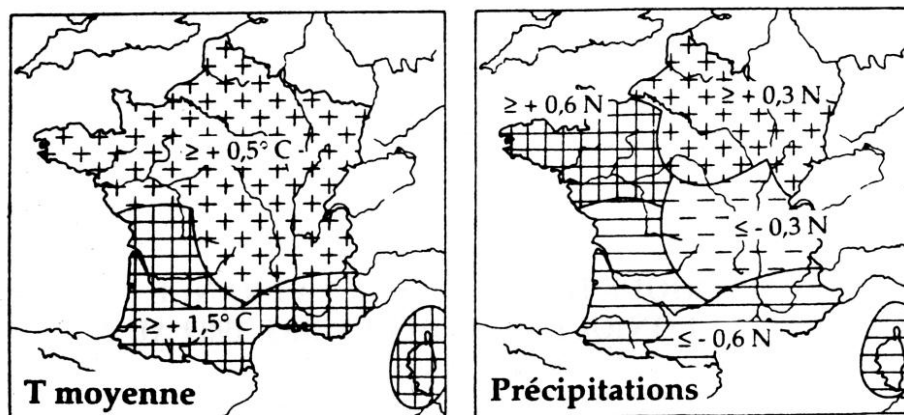 ≥ + 0,5° C
≥ + 1,5° C
T moyenne
≥ + 0,6 N
≥ + 0,3 N
≤ - 0,3 N
≤ - 0,6 N
Précipitations